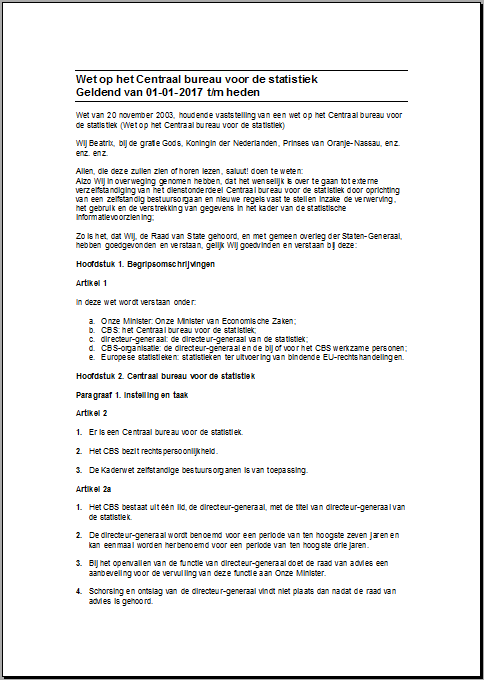 Wet op het Centraal bureau voor de statistiek
Geldend van 01-01-2017 t/m heden
Wet van 20 november 2003, houdende vaststelling van een wet op het Centraal bureau voor
de statistiek (Wet op het Centraal bureau voor de statistiek)
Wij Beatrix, bij de gratie Gods, Koningin der Nederlanden, Prinses van Oranje-Nassau, enz.
enz. enz.
Allen, die deze zullen zien of horen lezen, saluut! doen te weten:
Alzo Wij in overweging genomen hebben, dat het wenselijk is over te gaan tot externe
verzelfstandiging van het dienstonderdeel Centraal bureau voor de statistiek door oprichting
van een zelfstandig bestuursorgaan en nieuwe regels vast te stellen inzake de verwerving,
het gebruik en de verstrekking van gegevens in het kader van de statistische
informatievoorziening;
Zo is het, dat Wij, de Raad van State gehoord, en met gemeen overleg der Staten-Generaal,
hebben goedgevonden en verstaan, gelijk Wij goedvinden en verstaan bij deze:
Hoofdstuk 1. Begripsomschrijvingen
Artikel 1
In deze wet wordt verstaan onder:
a. Onze Minister: Onze Minister van Economische Zaken;
b. CBS: het Centraal bureau voor de statistiek;
c. directeur-generaal: de directeur-generaal van de statistiek;
d. CBS-organisatie: de directeur-generaal en de bij of voor het CBS werkzame personen;
e. Europese statistieken: statistieken ter uitvoering van bindende EU-rechtshandelingen.
Hoofdstuk 2. Centraal bureau voor de statistiek
Paragraaf 1. Instelling en taak
Artikel 2
1. Er is een Centraal bureau voor de statistiek.
2. Het CBS bezit rechtspersoonlijkheid.
3. De Kaderwet zelfstandige bestuursorganen is van toepassing.
Artikel 2a
1. Het CBS bestaat uit één lid, de directeur-generaal, met de titel van directeur-generaal van
de statistiek.
2. De directeur-generaal wordt benoemd voor een periode van ten hoogste zeven jaren en
kan eenmaal worden herbenoemd voor een periode van ten hoogste drie jaren.
3. Bij het openvallen van de functie van directeur-generaal doet de raad van advies een
aanbeveling voor de vervulling van deze functie aan Onze Minister.
4. Schorsing en ontslag van de directeur-generaal vindt niet plaats dan nadat de raad van
advies is gehoord.